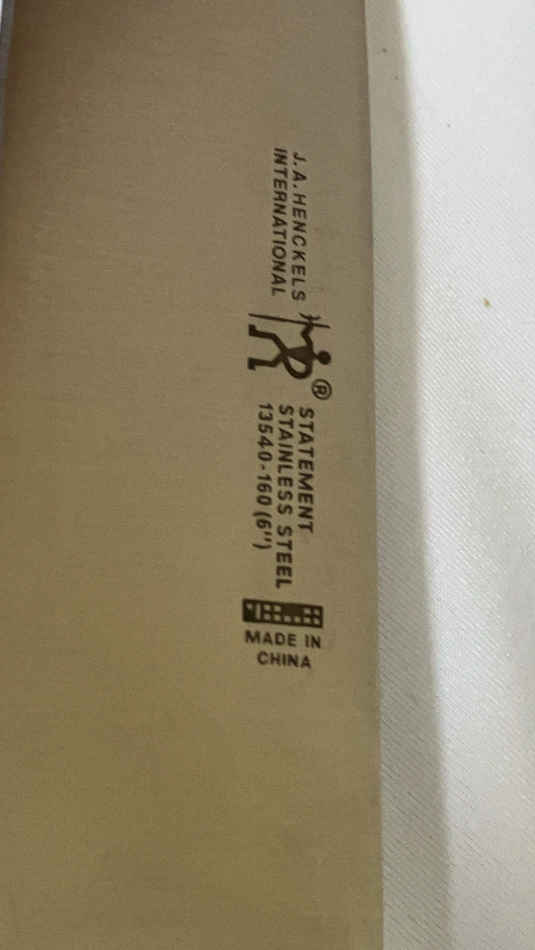 J.A.HENCKELS
INTERNATIONAL
®
STATEMENT
STAINLESS STEEL
13540-160 (6")
MADE IN
CHINA